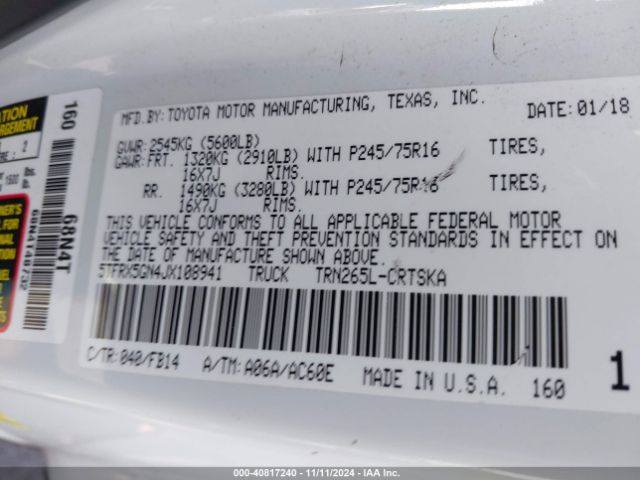 MFD.BY: TOYOTA MOTOR MANUFACTURING, TEXAS, INC. DATE: 01/18
GVWR: 2545KG (5600LB)
GAWR: FRT. 1320KG (2910LB) WITH P245/75R16 TIRES,
16X7J RIMS.
RR. 1490KG (3280LB) WITH P245/75R16 TIRES,
16X7J RIMS.
THIS VEHICLE CONFORMS TO ALL APPLICABLE FEDERAL MOTOR
VEHICLE SAFETY AND THEFT PREVENTION STANDARDS IN EFFECT ON
THE DATE OF MANUFACTURE SHOWN ABOVE.
5TFRX5GN4JX108941 TRUCK TRN265L-CRTSKA
C/TR: 040/FB14 A/TM: A06A/AC60E MADE IN U.S.A. 160
1
160
68N4T
68N4T48732
000-40817240 - 11/11/2024 - IAA Inc.